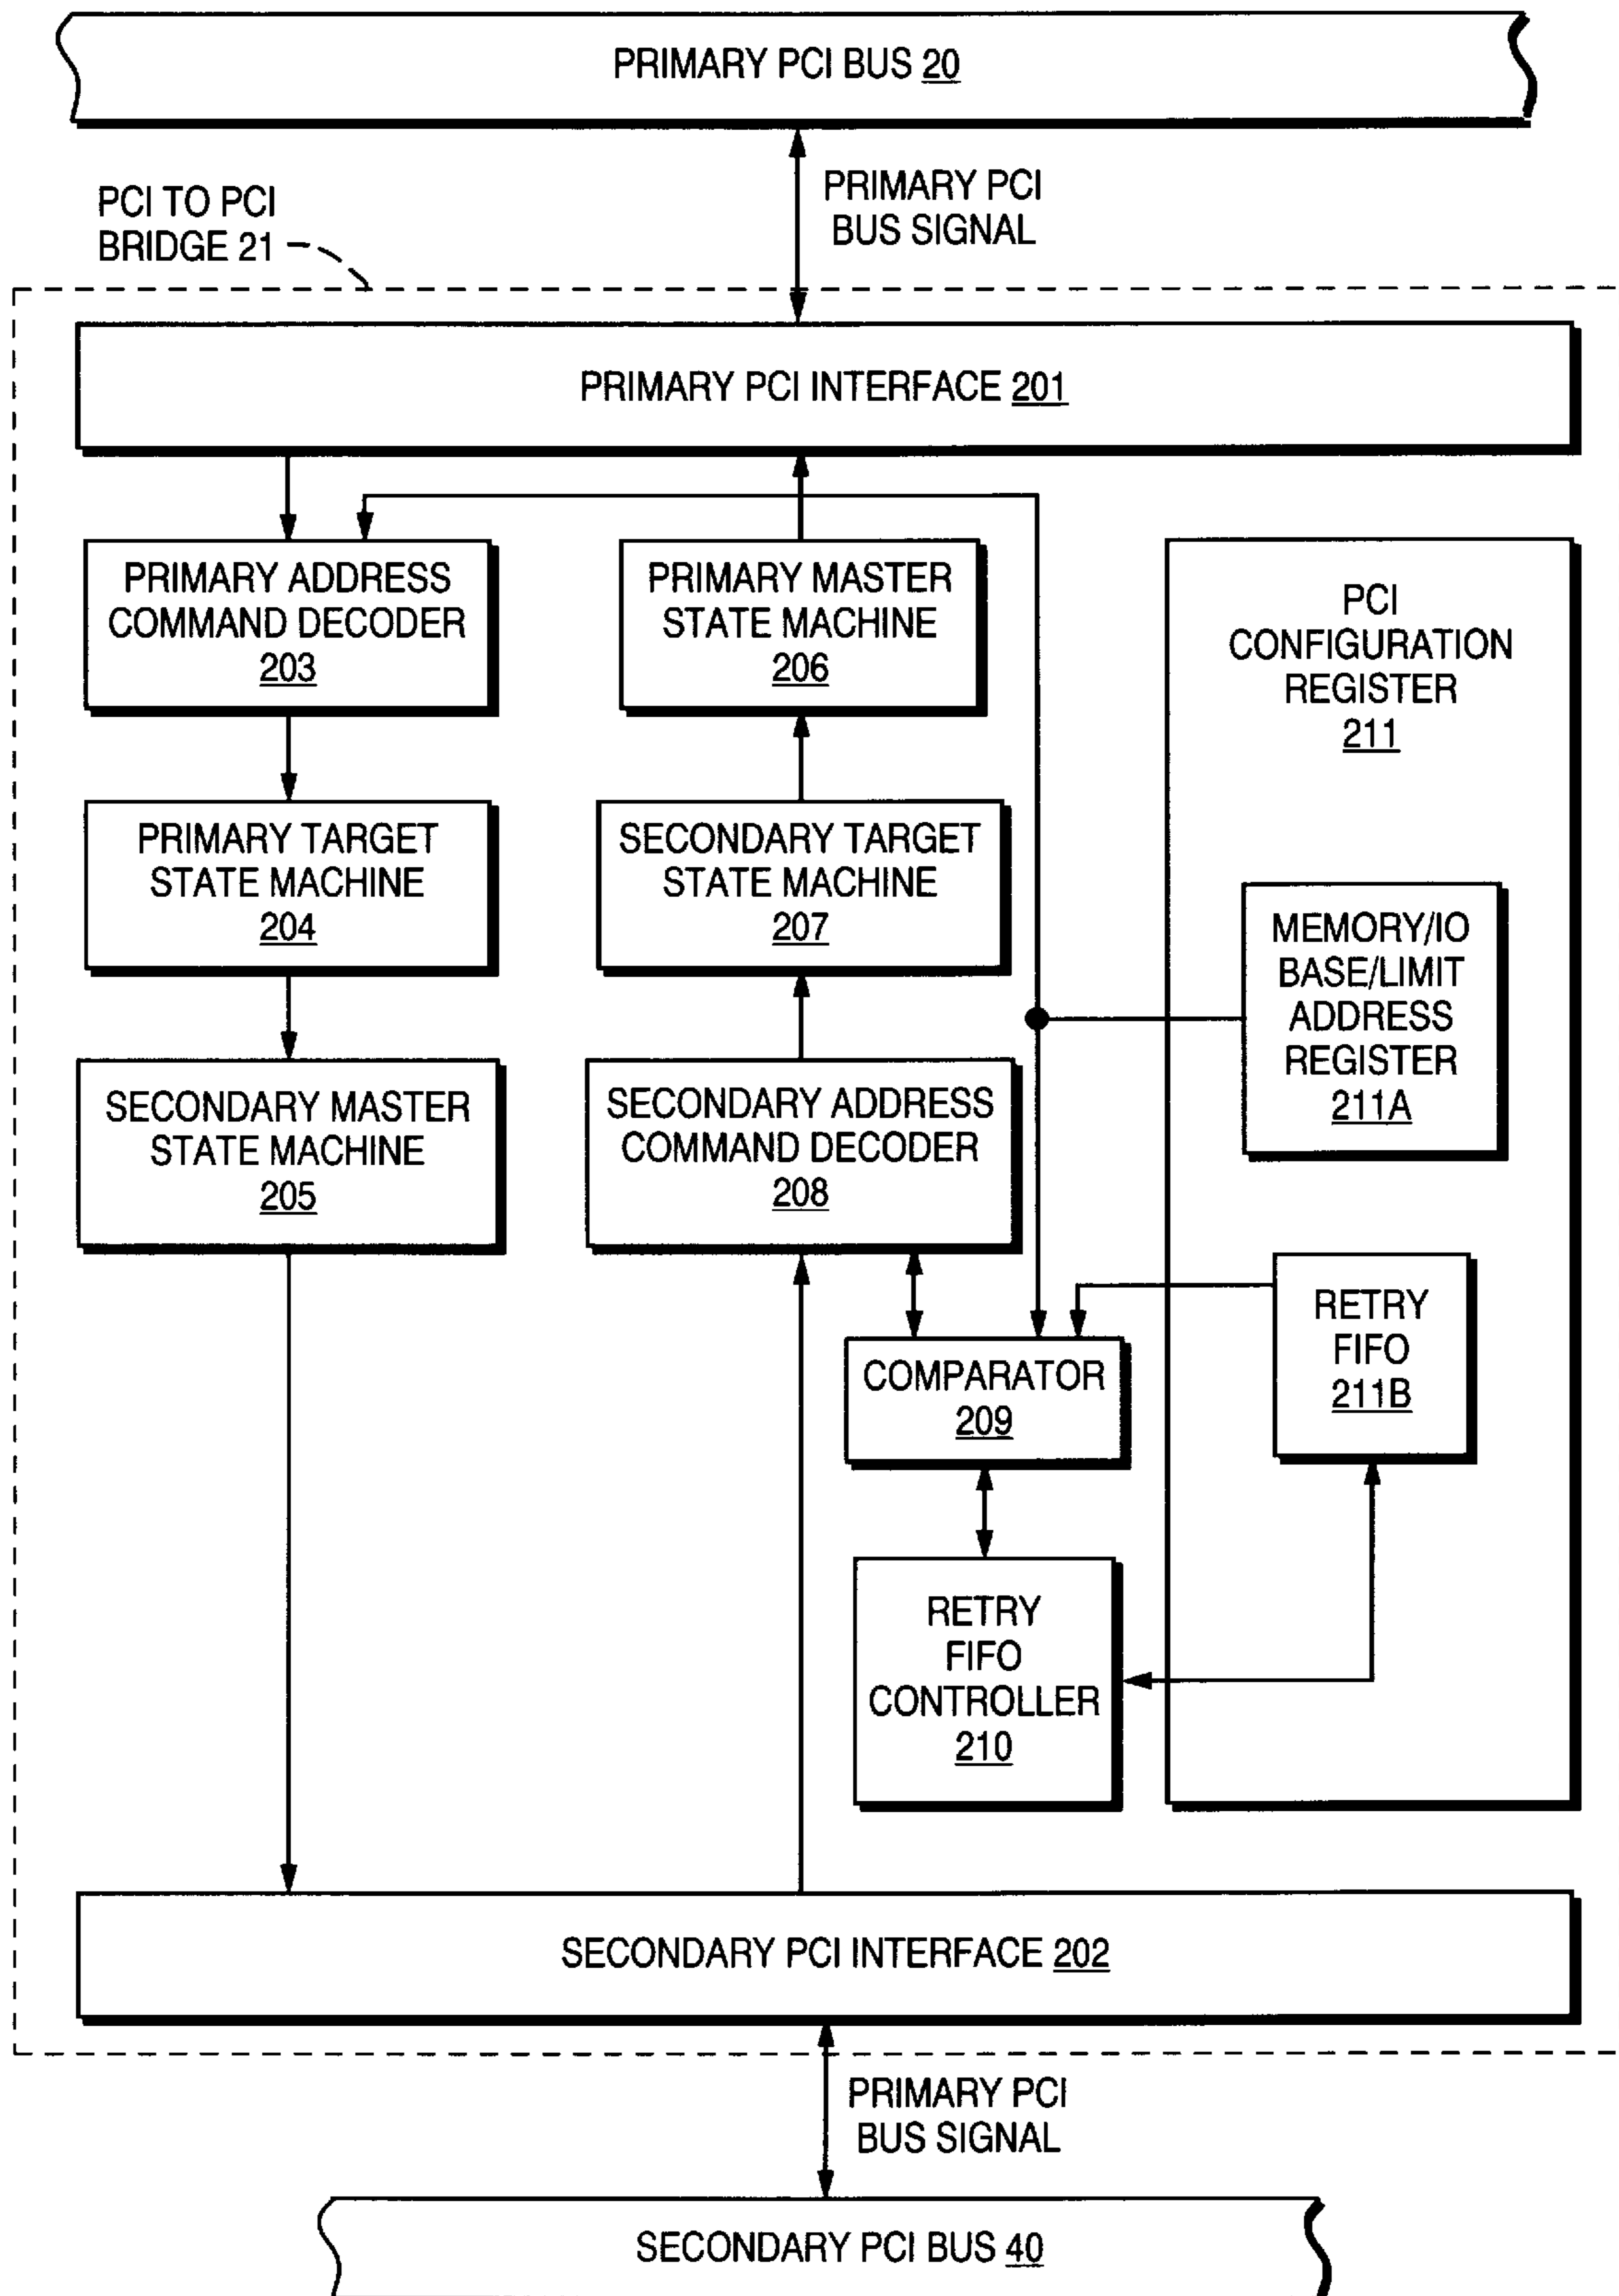 PRIMARY PCI BUS 20
PRIMARY PCI
BUS SIGNAL
PCI TO PCI
BRIDGE 21
PRIMARY PCI INTERFACE 201
PRIMARY ADDRESS
COMMAND DECODER
203
PRIMARY MASTER
STATE MACHINE
206
PCI
CONFIGURATION
REGISTER
211
PRIMARY TARGET
STATE MACHINE
204
SECONDARY TARGET
STATE MACHINE
207
MEMORY/IO
BASE/LIMIT
ADDRESS
REGISTER
211A
SECONDARY MASTER
STATE MACHINE
205
SECONDARY ADDRESS
COMMAND DECODER
208
RETRY
FIFO
211B
COMPARATOR
209
RETRY
FIFO
CONTROLLER
210
SECONDARY PCI INTERFACE 202
PRIMARY PCI
BUS SIGNAL
SECONDARY PCI BUS 40